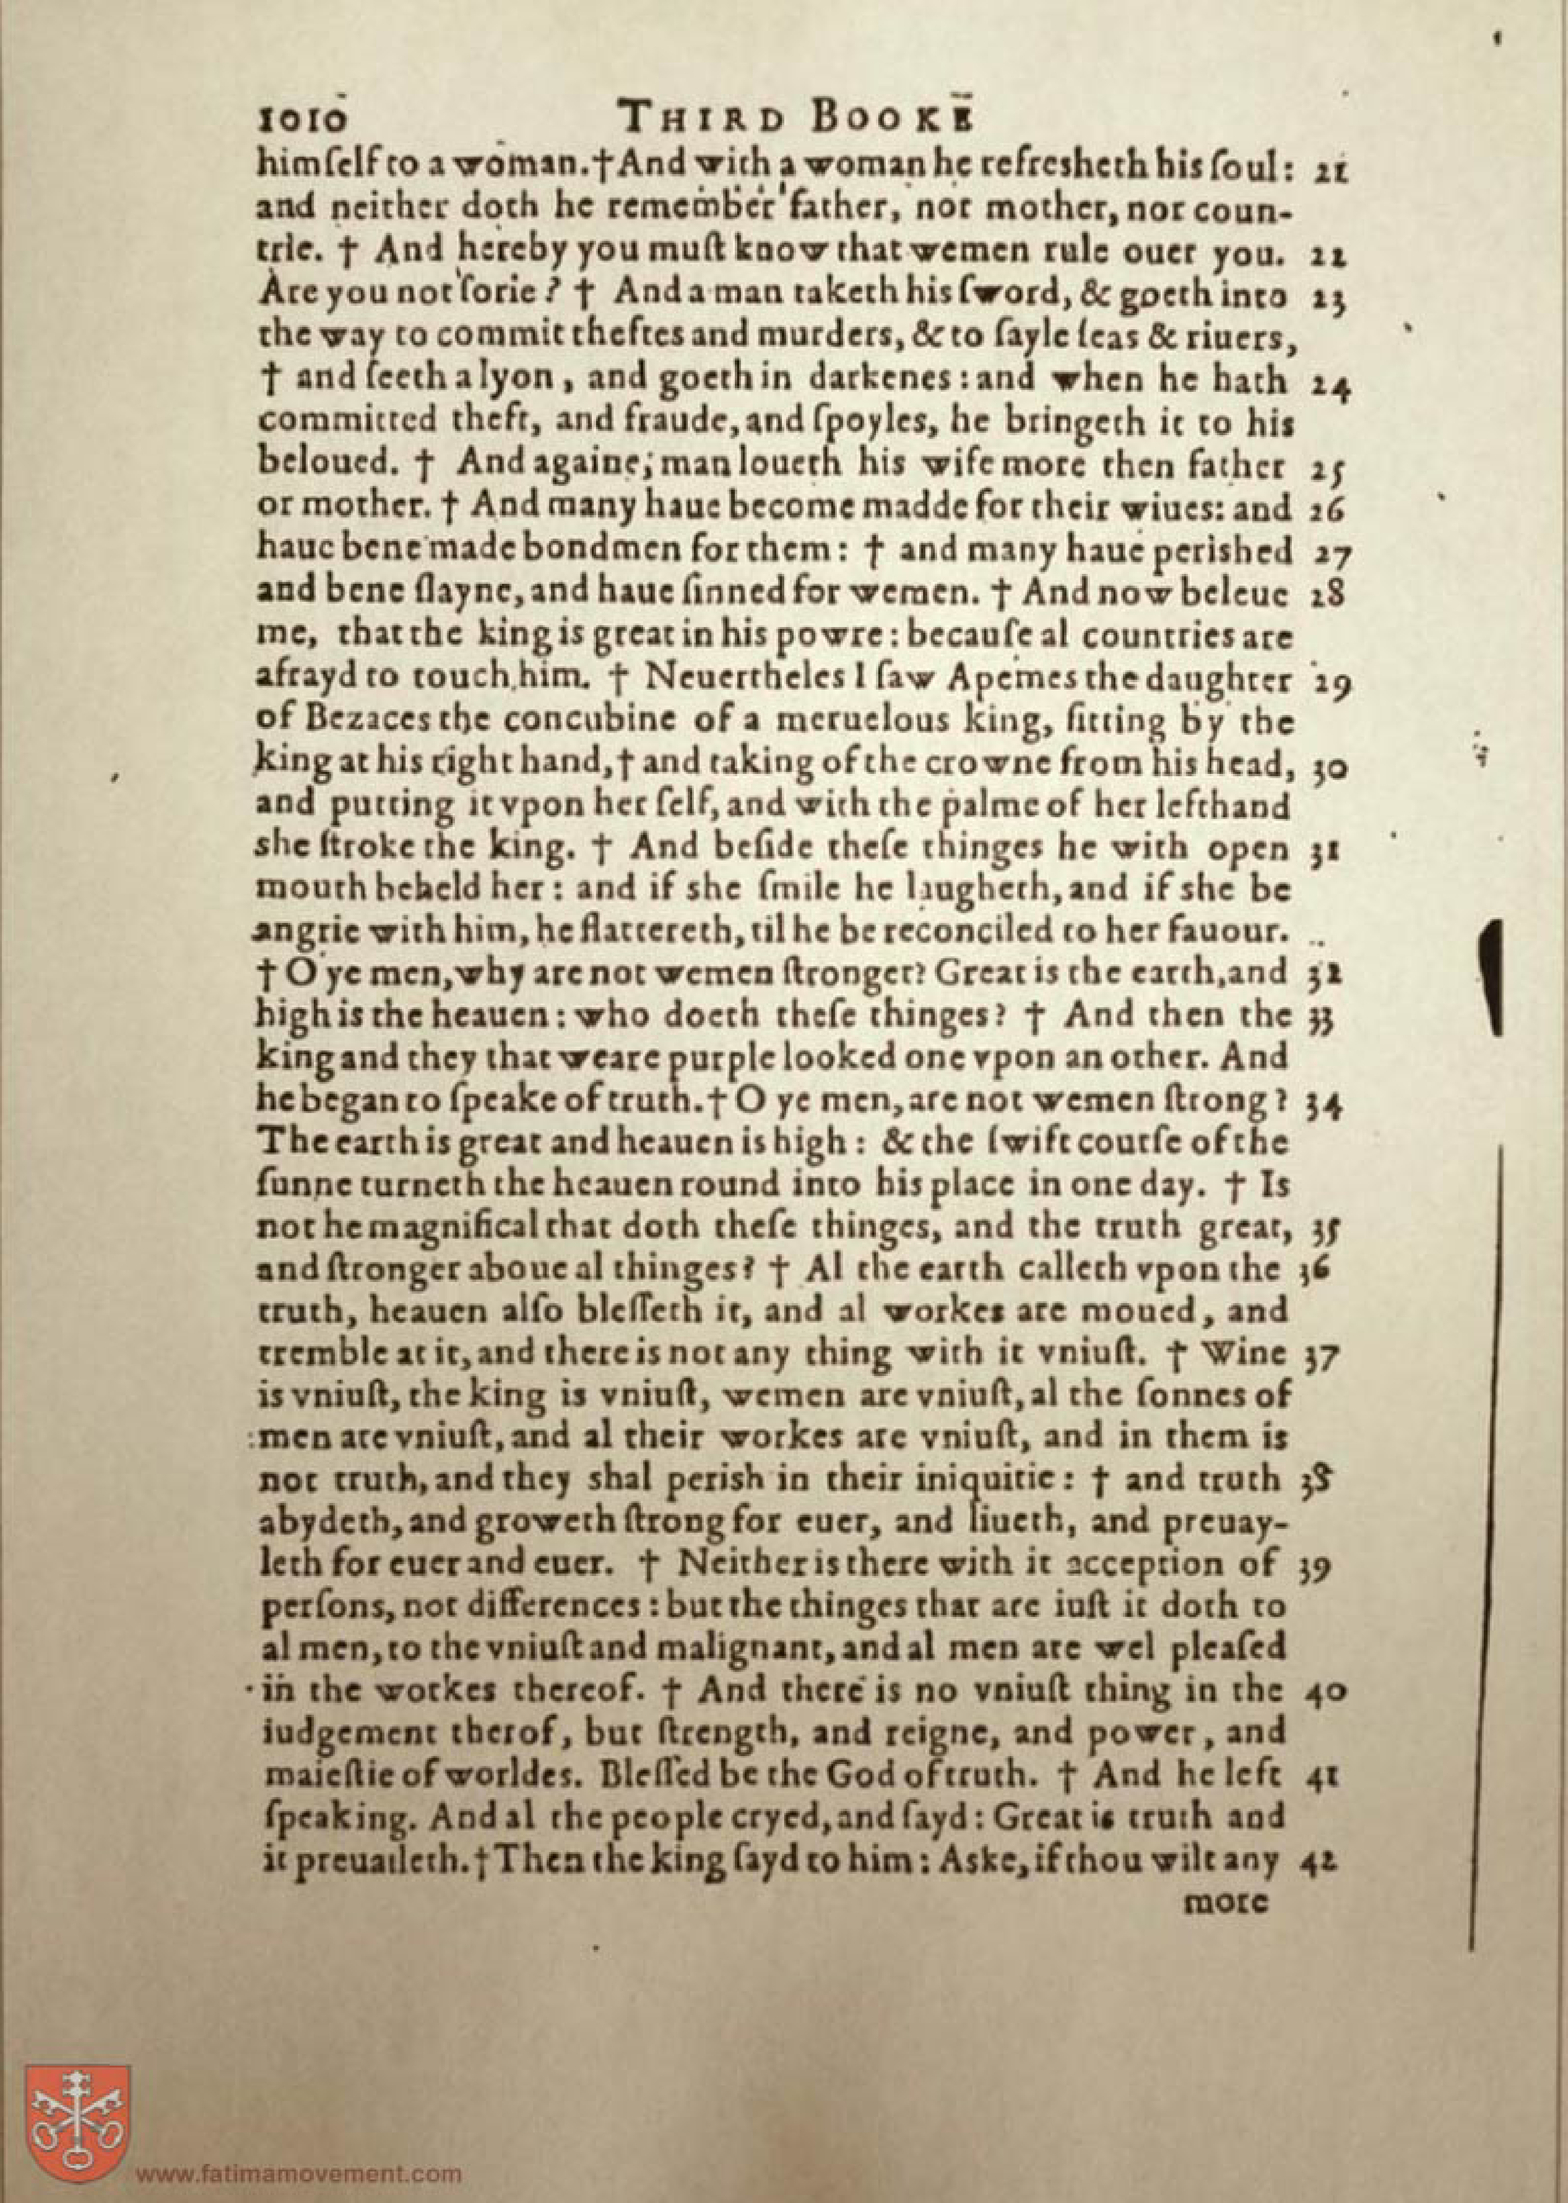 1010 THIRD BOOKE
himſelf to a woman. † And with a woman he refresheth his ſoul: 21
and neither doth he remember father, nor mother, nor coun-
trie. † And hereby you muſt know that wemen rule ouer you. 22
Are you not ſorie? † And a man taketh his ſword, & goeth into 23
the way to commit theftes and murders, & to ſayle ſeas & riuers,
† and ſeeth a lyon, and goeth in darkenes: and when he hath 24
committed theft, and fraude, and ſpoyles, he bringeth it to his
beloued. † And againe, man loueth his wife more then father 25
or mother. † And many haue become madde for their wiues: and 26
haue bene made bondmen for them: † and many haue perished 27
and bene ſlayne, and haue ſinned for wemen. † And now beleue 28
me, that the king is great in his powre: becauſe al countries are
afrayd to touch him. † Neuertheles I ſaw Apemes the daughter 29
of Bezaces the concubine of a meruelous king, ſitting by the
king at his right hand, † and taking of the crowne from his head, 30
and putting it vpon her ſelf, and with the palme of her left hand
she ſtroke the king. † And beſide theſe thinges he with open 31
mouth beheld her: and if she ſmile he laugheth, and if she be
angrie with him, he flattereth, til he be reconciled to her fauour.
† O ye men, why are not wemen ſtronger? Great is the earth, and 32
high is the heauen: who doeth theſe thinges? † And then the 33
king and they that weare purple looked one vpon an other. And
he began to ſpeake of truth. † O ye men, are not wemen ſtrong? 34
The earth is great and heauen is high: & the ſwift courſe of the
ſunne turneth the heauen round into his place in one day. † Is
not he magnifical that doth theſe thinges, and the truth great, 35
and ſtronger aboue al thinges? † Al the earth calleth vpon the 36
truth, heauen alſo bleſſeth it, and al workes are moued, and
tremble at it, and there is not any thing with it vniuſt. † Wine 37
is vniuſt, the king is vniuſt, wemen are vniuſt, al the ſonnes of
men are vniuſt, and al their workes are vniuſt, and in them is
not truth, and they shal perish in their iniquitie: † and truth 38
abydeth, and groweth ſtrong for euer, and liueth, and preuay-
leth for euer and euer. † Neither is there with it acception of 39
perſons, nor differences: but the thinges that are iuſt it doth to
al men, to the vniuſt and malignant, and al men are wel pleaſed
in the workes thereof. † And there is no vniuſt thing in the 40
iudgement therof, but ſtrength, and reigne, and power, and
maieſtie of worldes. Bleſſed be the God of truth. † And he left 41
ſpeaking. And al the people cryed, and ſayd: Great is truth and
it preuaileth. † Then the king ſayd to him: Aske, if thou wilt any 42
more
www.fatimamovement.com